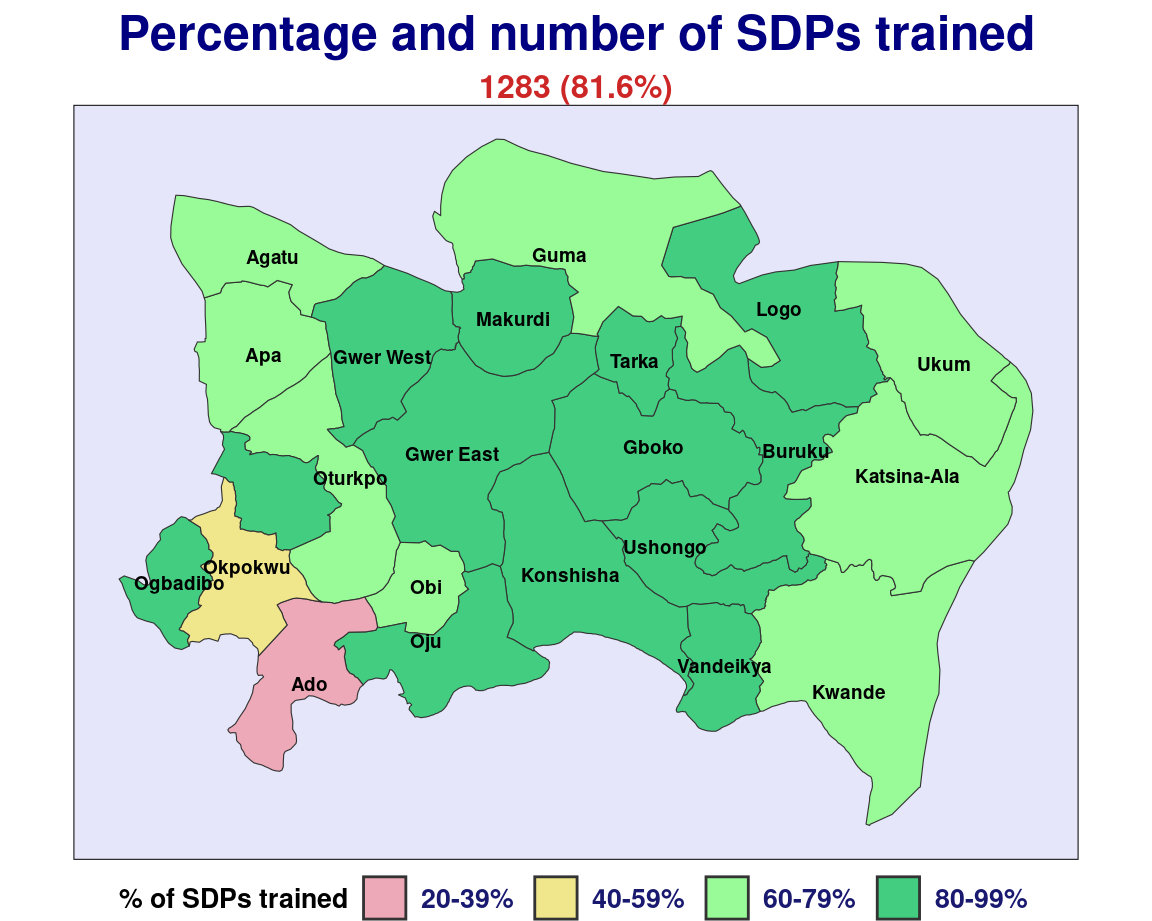 Percentage and number of SDPs trained
1283 (81.6%)
Agatu
Guma
Logo
Makurdi
Apa
Gwer West
Tarka
Ukum
Gwer East
Gboko
Buruku
Oturkpo
Katsina-Ala
Ushongo
Okpokwu
Konshisha
Ogbadibo
Obi
Oju
Vandeikya
Ado
Kwande
% of SDPs trained 20-39% 40-59% 60-79% 80-99%